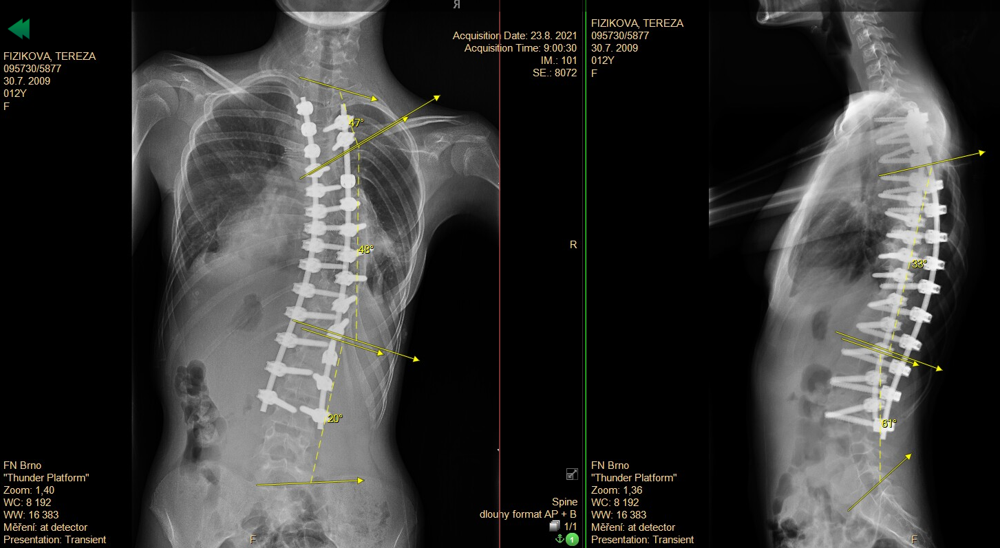 FIZIKOVA, TEREZA
095730/5877
30.7. 2009
012Y
F
R
Acquisition Date: 23.8. 2021
Acquisition Time: 9:00:30
IM.: 101
SE.: 8072
47°
48°
20°
R
FN Brno
"Thunder Platform"
Zoom: 1,40
WC: 8 192
WW: 16 383
Měření: at detector
Presentation: Transient
F
Spine
dlouhy format AP + B
1/1
1
FIZIKOVA, TEREZA
095730/5877
30.7. 2009
012Y
F
33°
61°
FN Brno
"Thunder Platform"
Zoom: 1,36
WC: 8 192
WW: 16 383
Měření: at detector
Presentation: Transient
F